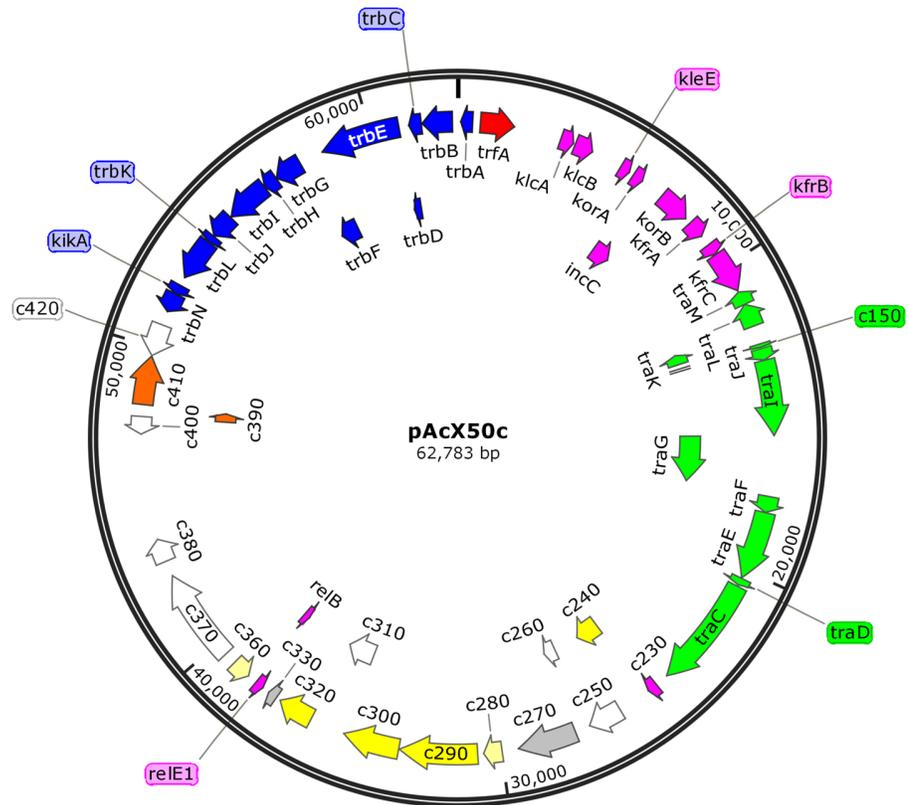 trbC
kleE
60,000
trbE
trbB
trbA
trfA
klcA
klcB
korA
trbK
trbG
trbH
trbI
trbJ
trbL
trbF
trbD
incC
korB
kfrA
10,000
kfrB
kikA
trbN
kfrC
traM
traL
traJ
c150
c420
50,000
c410
c400
c390
traK
traI
pAcX50c
62,783 bp
traG
traF
traE
20,000
traD
traC
c380
c370
c360
relB
c330
c320
c310
c260
c240
c230
40,000
relE1
c300
c290
c280
c270
c250
30,000